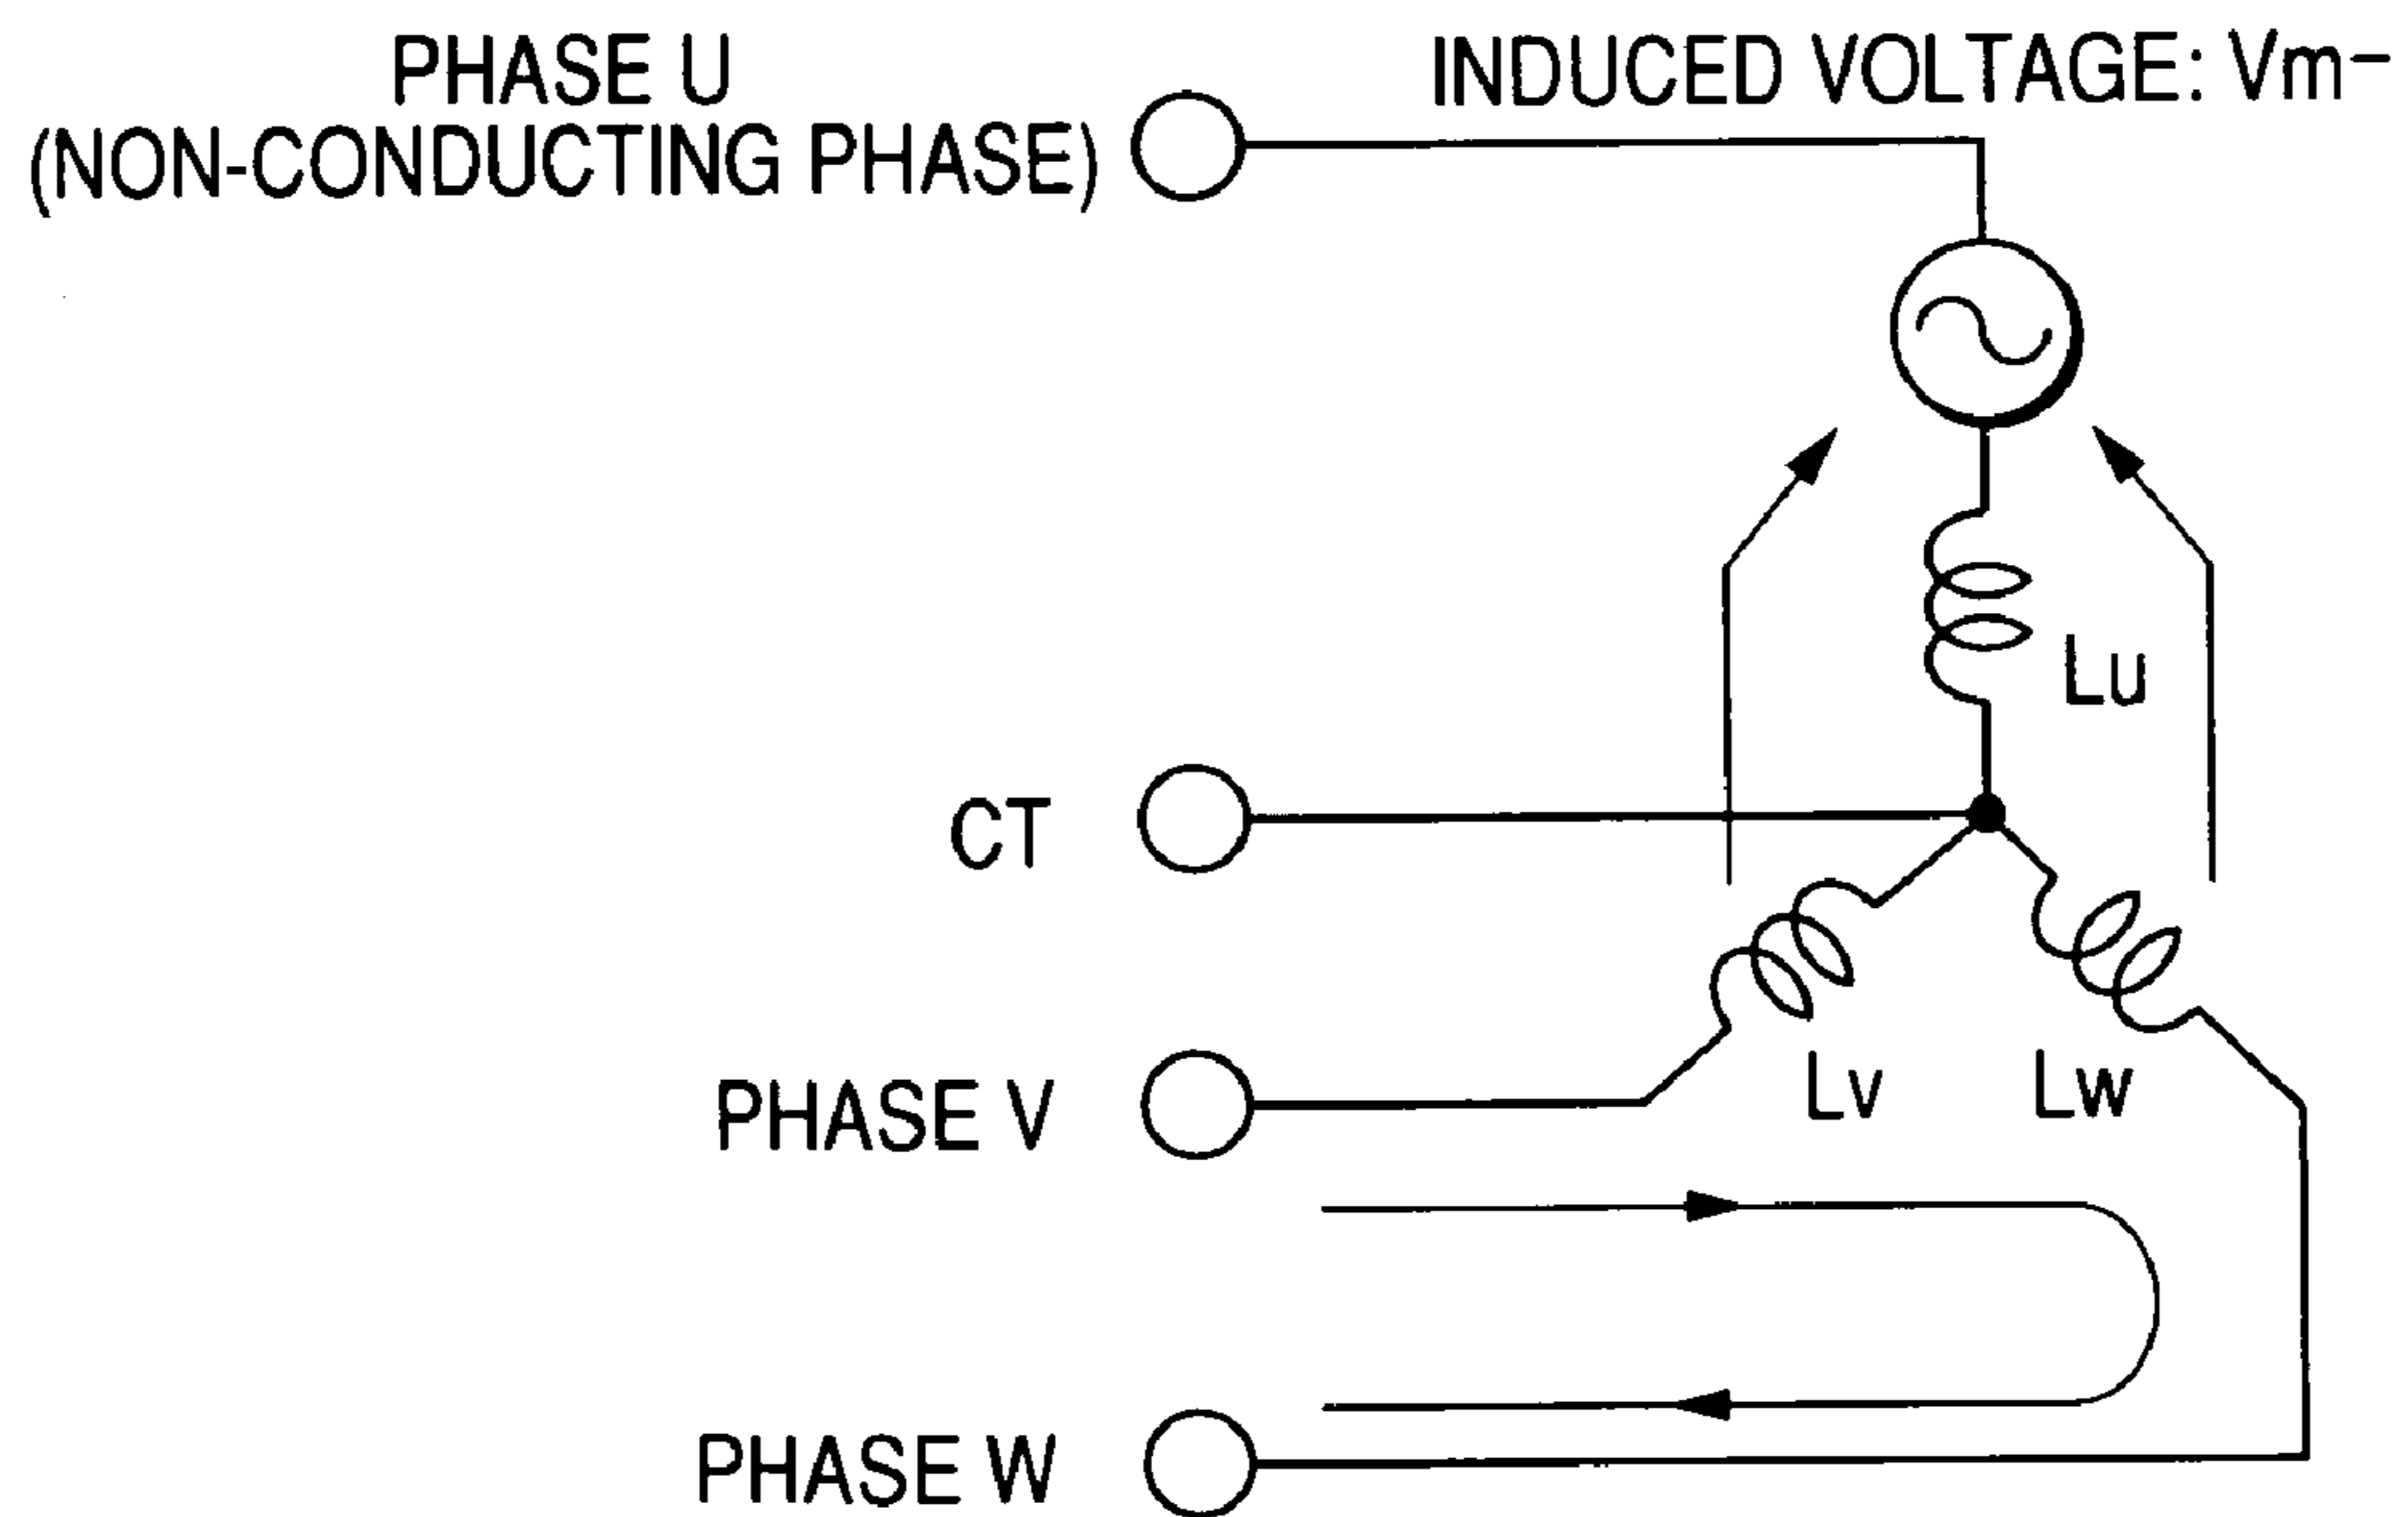 PHASE U
(NON-CONDUCTING PHASE)
INDUCED VOLTAGE: Vm−
Lu
CT
PHASE V
Lv
Lw
PHASE W